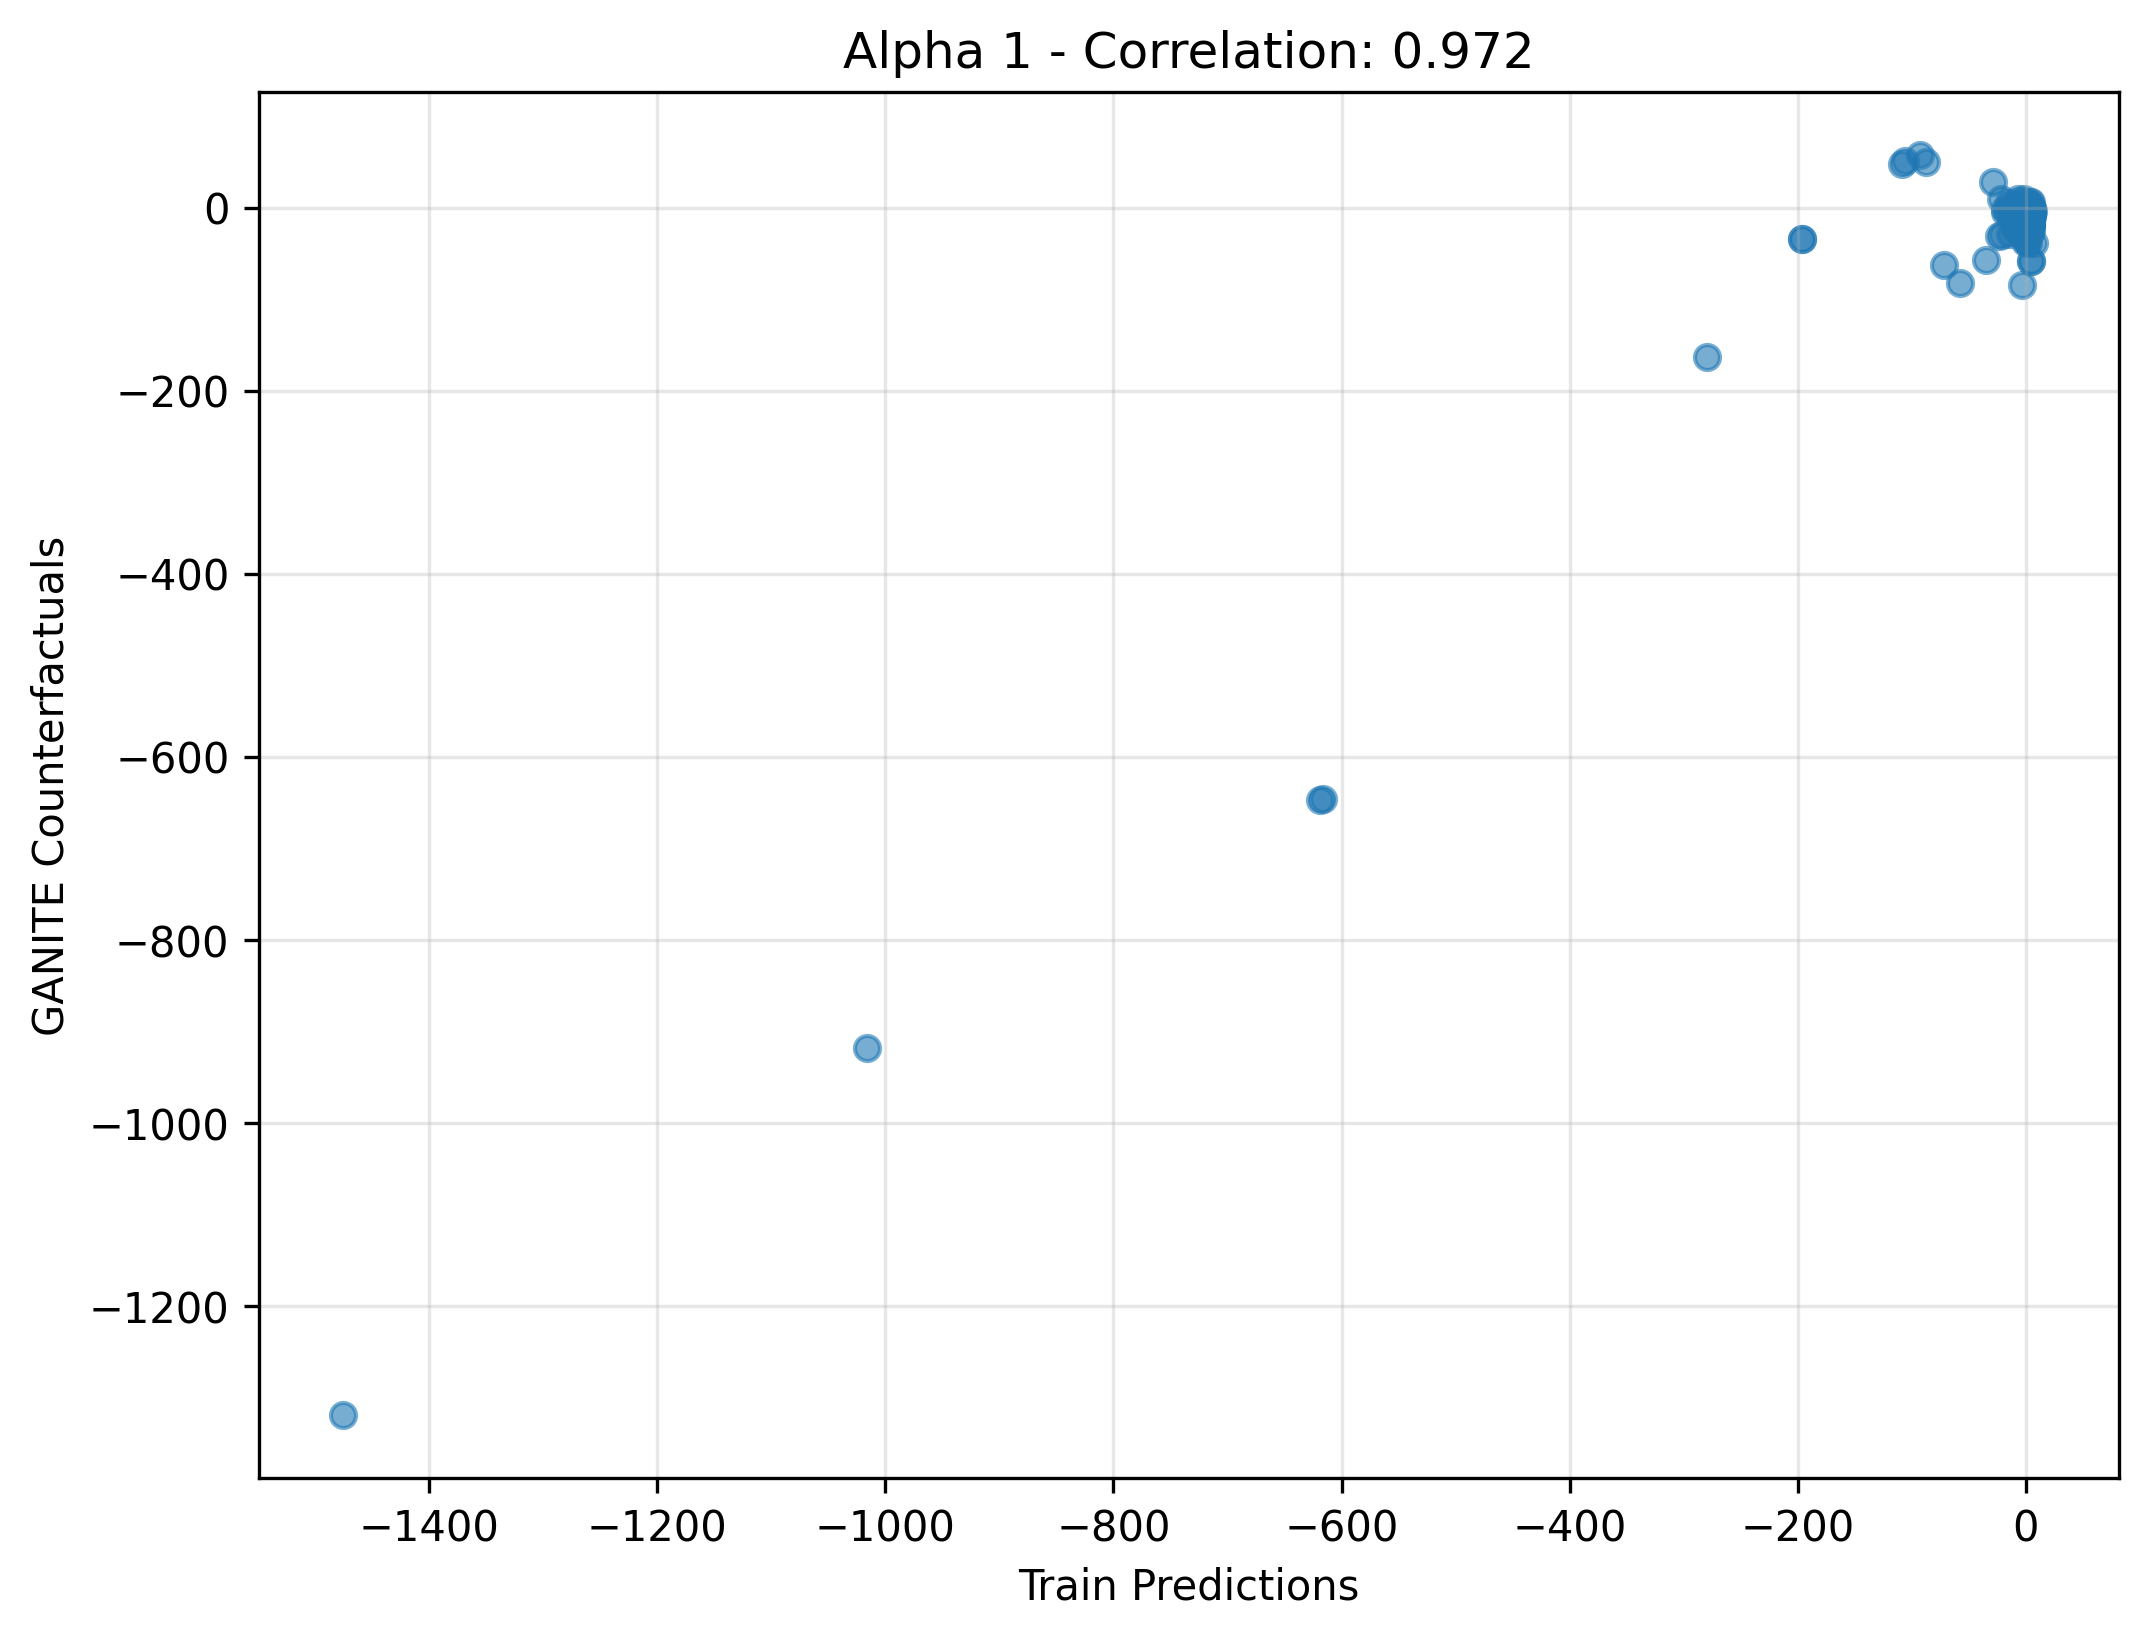 Alpha 1 - Correlation: 0.972
0
−200
−400
−600
−800
−1000
−1200
GANITE Counterfactuals
−1400 −1200 −1000 −800 −600 −400 −200 0
Train Predictions